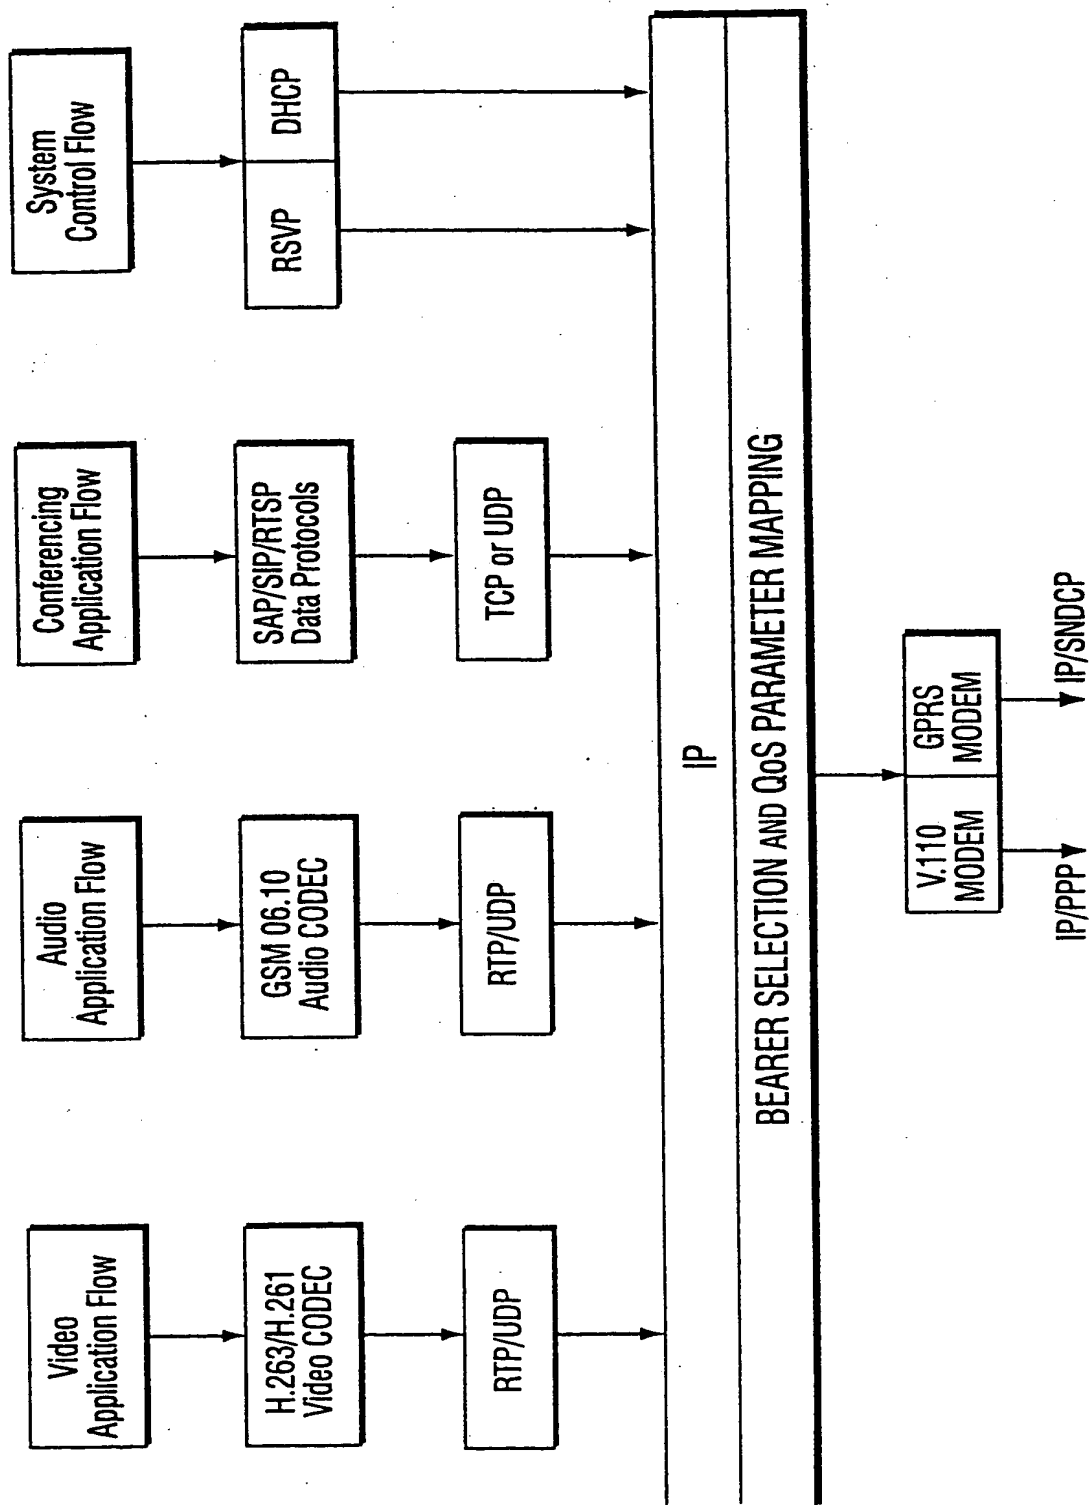 Video
Application Flow
H.263/H.261
Video CODEC
RTP/UDP
Audio
Application Flow
GSM 06.10
Audio CODEC
RTP/UDP
Conferencing
Application Flow
SAP/SIP/RTSP
Data Protocols
TCP or UDP
System
Control Flow
RSVP
DHCP
IP
BEARER SELECTION AND QoS PARAMETER MAPPING
V.110
MODEM
GPRS
MODEM
IP/PPP
IP/SNDCP